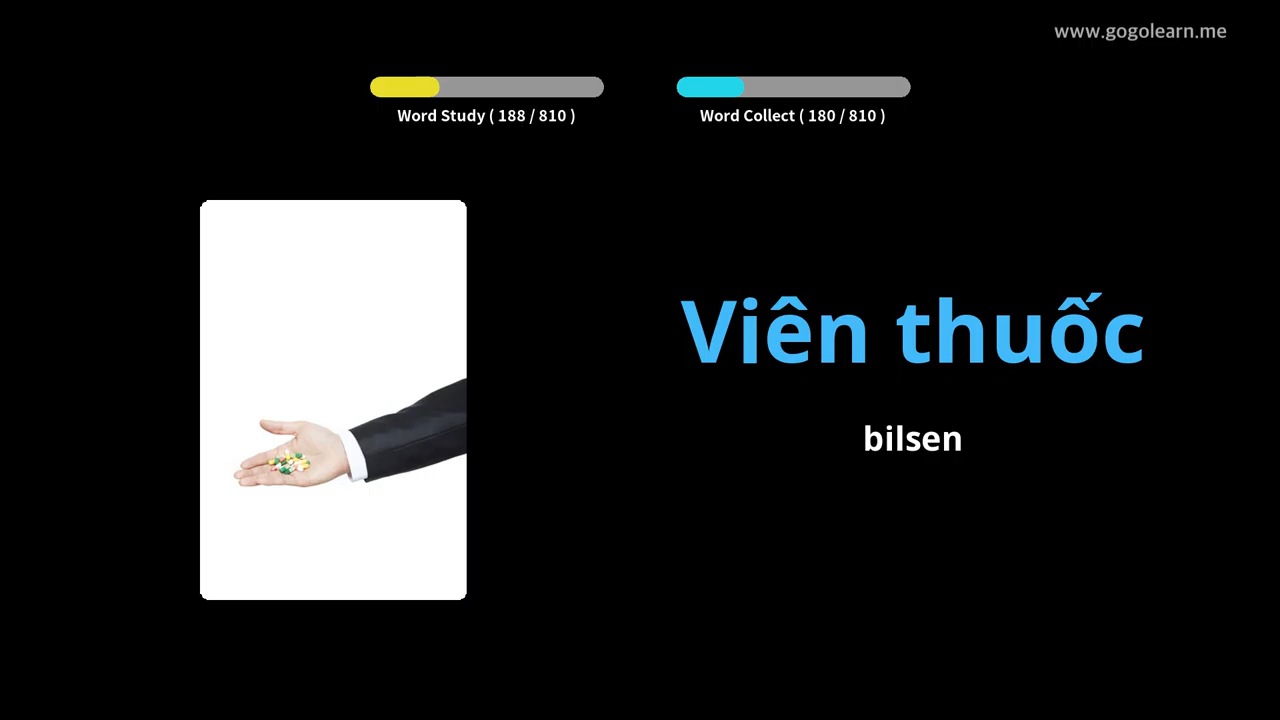 www.gogolearn.me
Word Study ( 188 / 810 )
Word Collect ( 180 / 810 )
Viên thuốc
bilsen